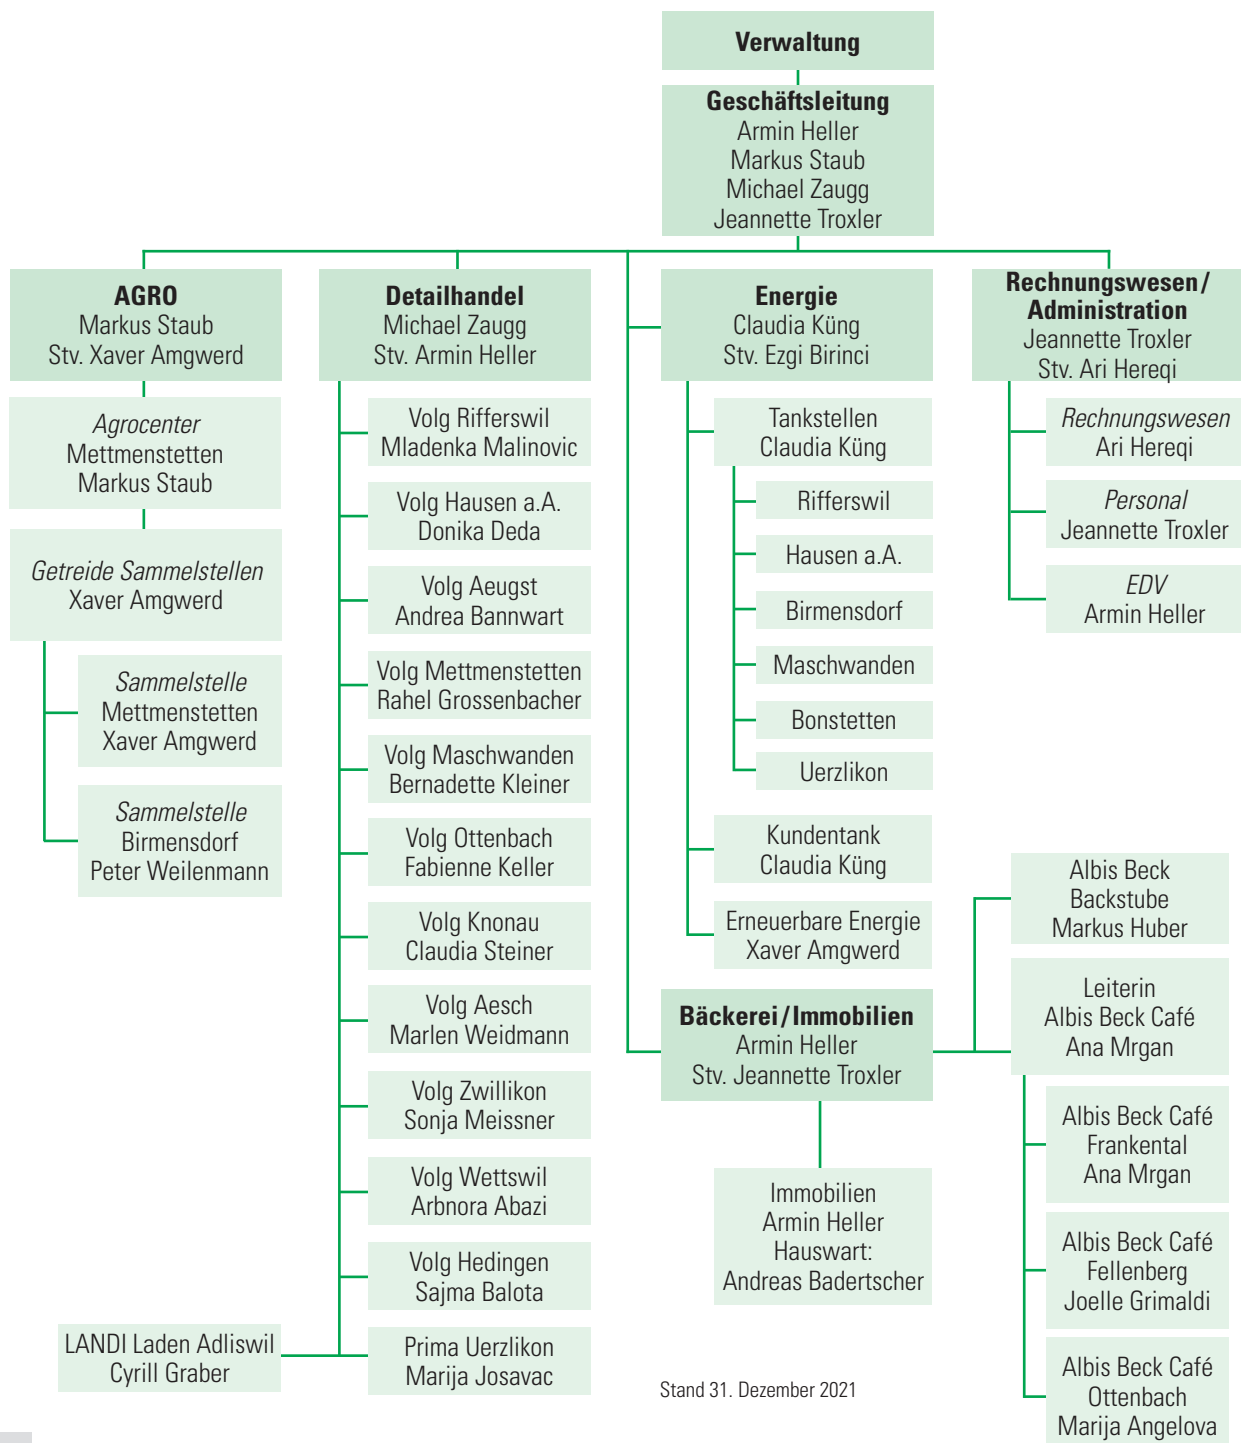 Verwaltung
Geschäftsleitung
Armin Heller
Markus Staub
Michael Zaugg
Jeannette Troxler
AGRO
Markus Staub
Stv. Xaver Amgwerd
Agrocenter
Mettmenstetten
Markus Staub
Getreide Sammelstellen
Xaver Amgwerd
Sammelstelle
Mettmenstetten
Xaver Amgwerd
Sammelstelle
Birmensdorf
Peter Weilenmann
Detailhandel
Michael Zaugg
Stv. Armin Heller
Volg Rifferswil
Mladenka Malinovic
Volg Hausen a.A.
Donika Deda
Volg Aeugst
Andrea Bannwart
Volg Mettmenstetten
Rahel Grossenbacher
Volg Maschwanden
Bernadette Kleiner
Volg Ottenbach
Fabienne Keller
Volg Knonau
Claudia Steiner
Volg Aesch
Marlen Weidmann
Volg Zwillikon
Sonja Meissner
Volg Wettswil
Arbnora Abazi
Volg Hedingen
Sajma Balota
LANDI Laden Adliswil
Cyrill Graber
Prima Uerzlikon
Marija Josavac
Energie
Claudia Küng
Stv. Ezgi Birinci
Tankstellen
Claudia Küng
Rifferswil
Hausen a.A.
Birmensdorf
Maschwanden
Bonstetten
Uerzlikon
Kundentank
Claudia Küng
Erneuerbare Energie
Xaver Amgwerd
Rechnungswesen/
Administration
Jeannette Troxler
Stv. Ari Hereqi
Rechnungswesen
Ari Hereqi
Personal
Jeannette Troxler
EDV
Armin Heller
Bäckerei/Immobilien
Armin Heller
Stv. Jeannette Troxler
Immobilien
Armin Heller
Hauswart:
Andreas Badertscher
Albis Beck
Backstube
Markus Huber
Leiterin
Albis Beck Café
Ana Mrgan
Albis Beck Café
Frankental
Ana Mrgan
Albis Beck Café
Fellenberg
Joelle Grimaldi
Albis Beck Café
Ottenbach
Marija Angelova
Stand 31. Dezember 2021